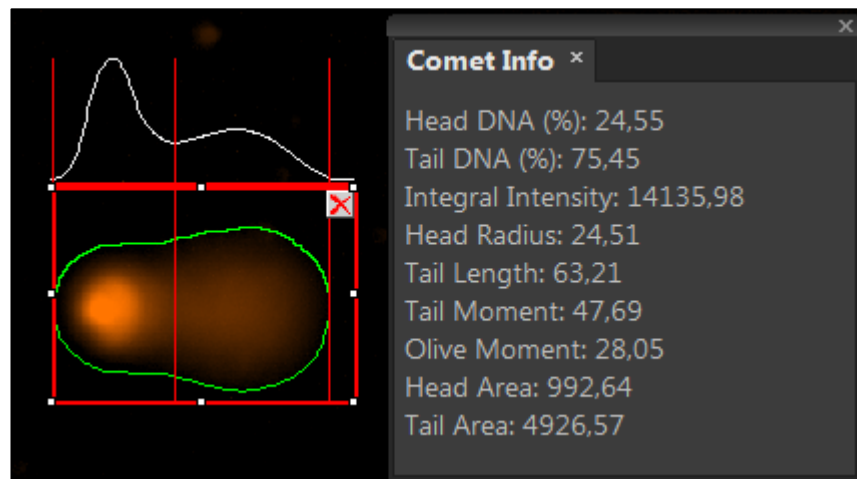 Comet Info
Head DNA (%): 24,55
Tail DNA (%): 75,45
Integral Intensity: 14135,98
Head Radius: 24,51
Tail Length: 63,21
Tail Moment: 47,69
Olive Moment: 28,05
Head Area: 992,64
Tail Area: 4926,57